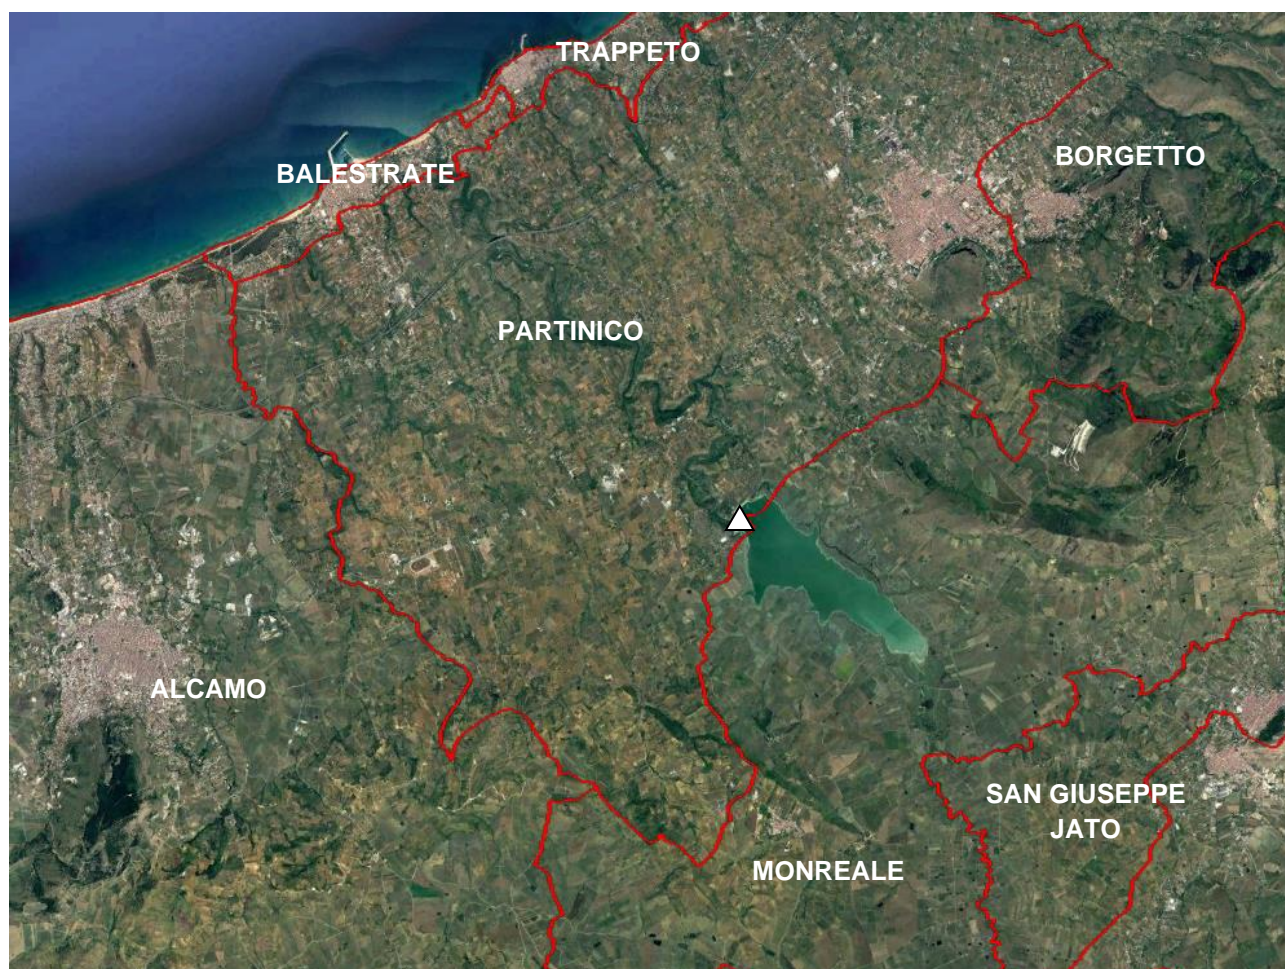 TRAPPETO
BORGETTO
BALESTRATE
PARTINICO
ALCAMO
SAN GIUSEPPE
JATO
MONREALE